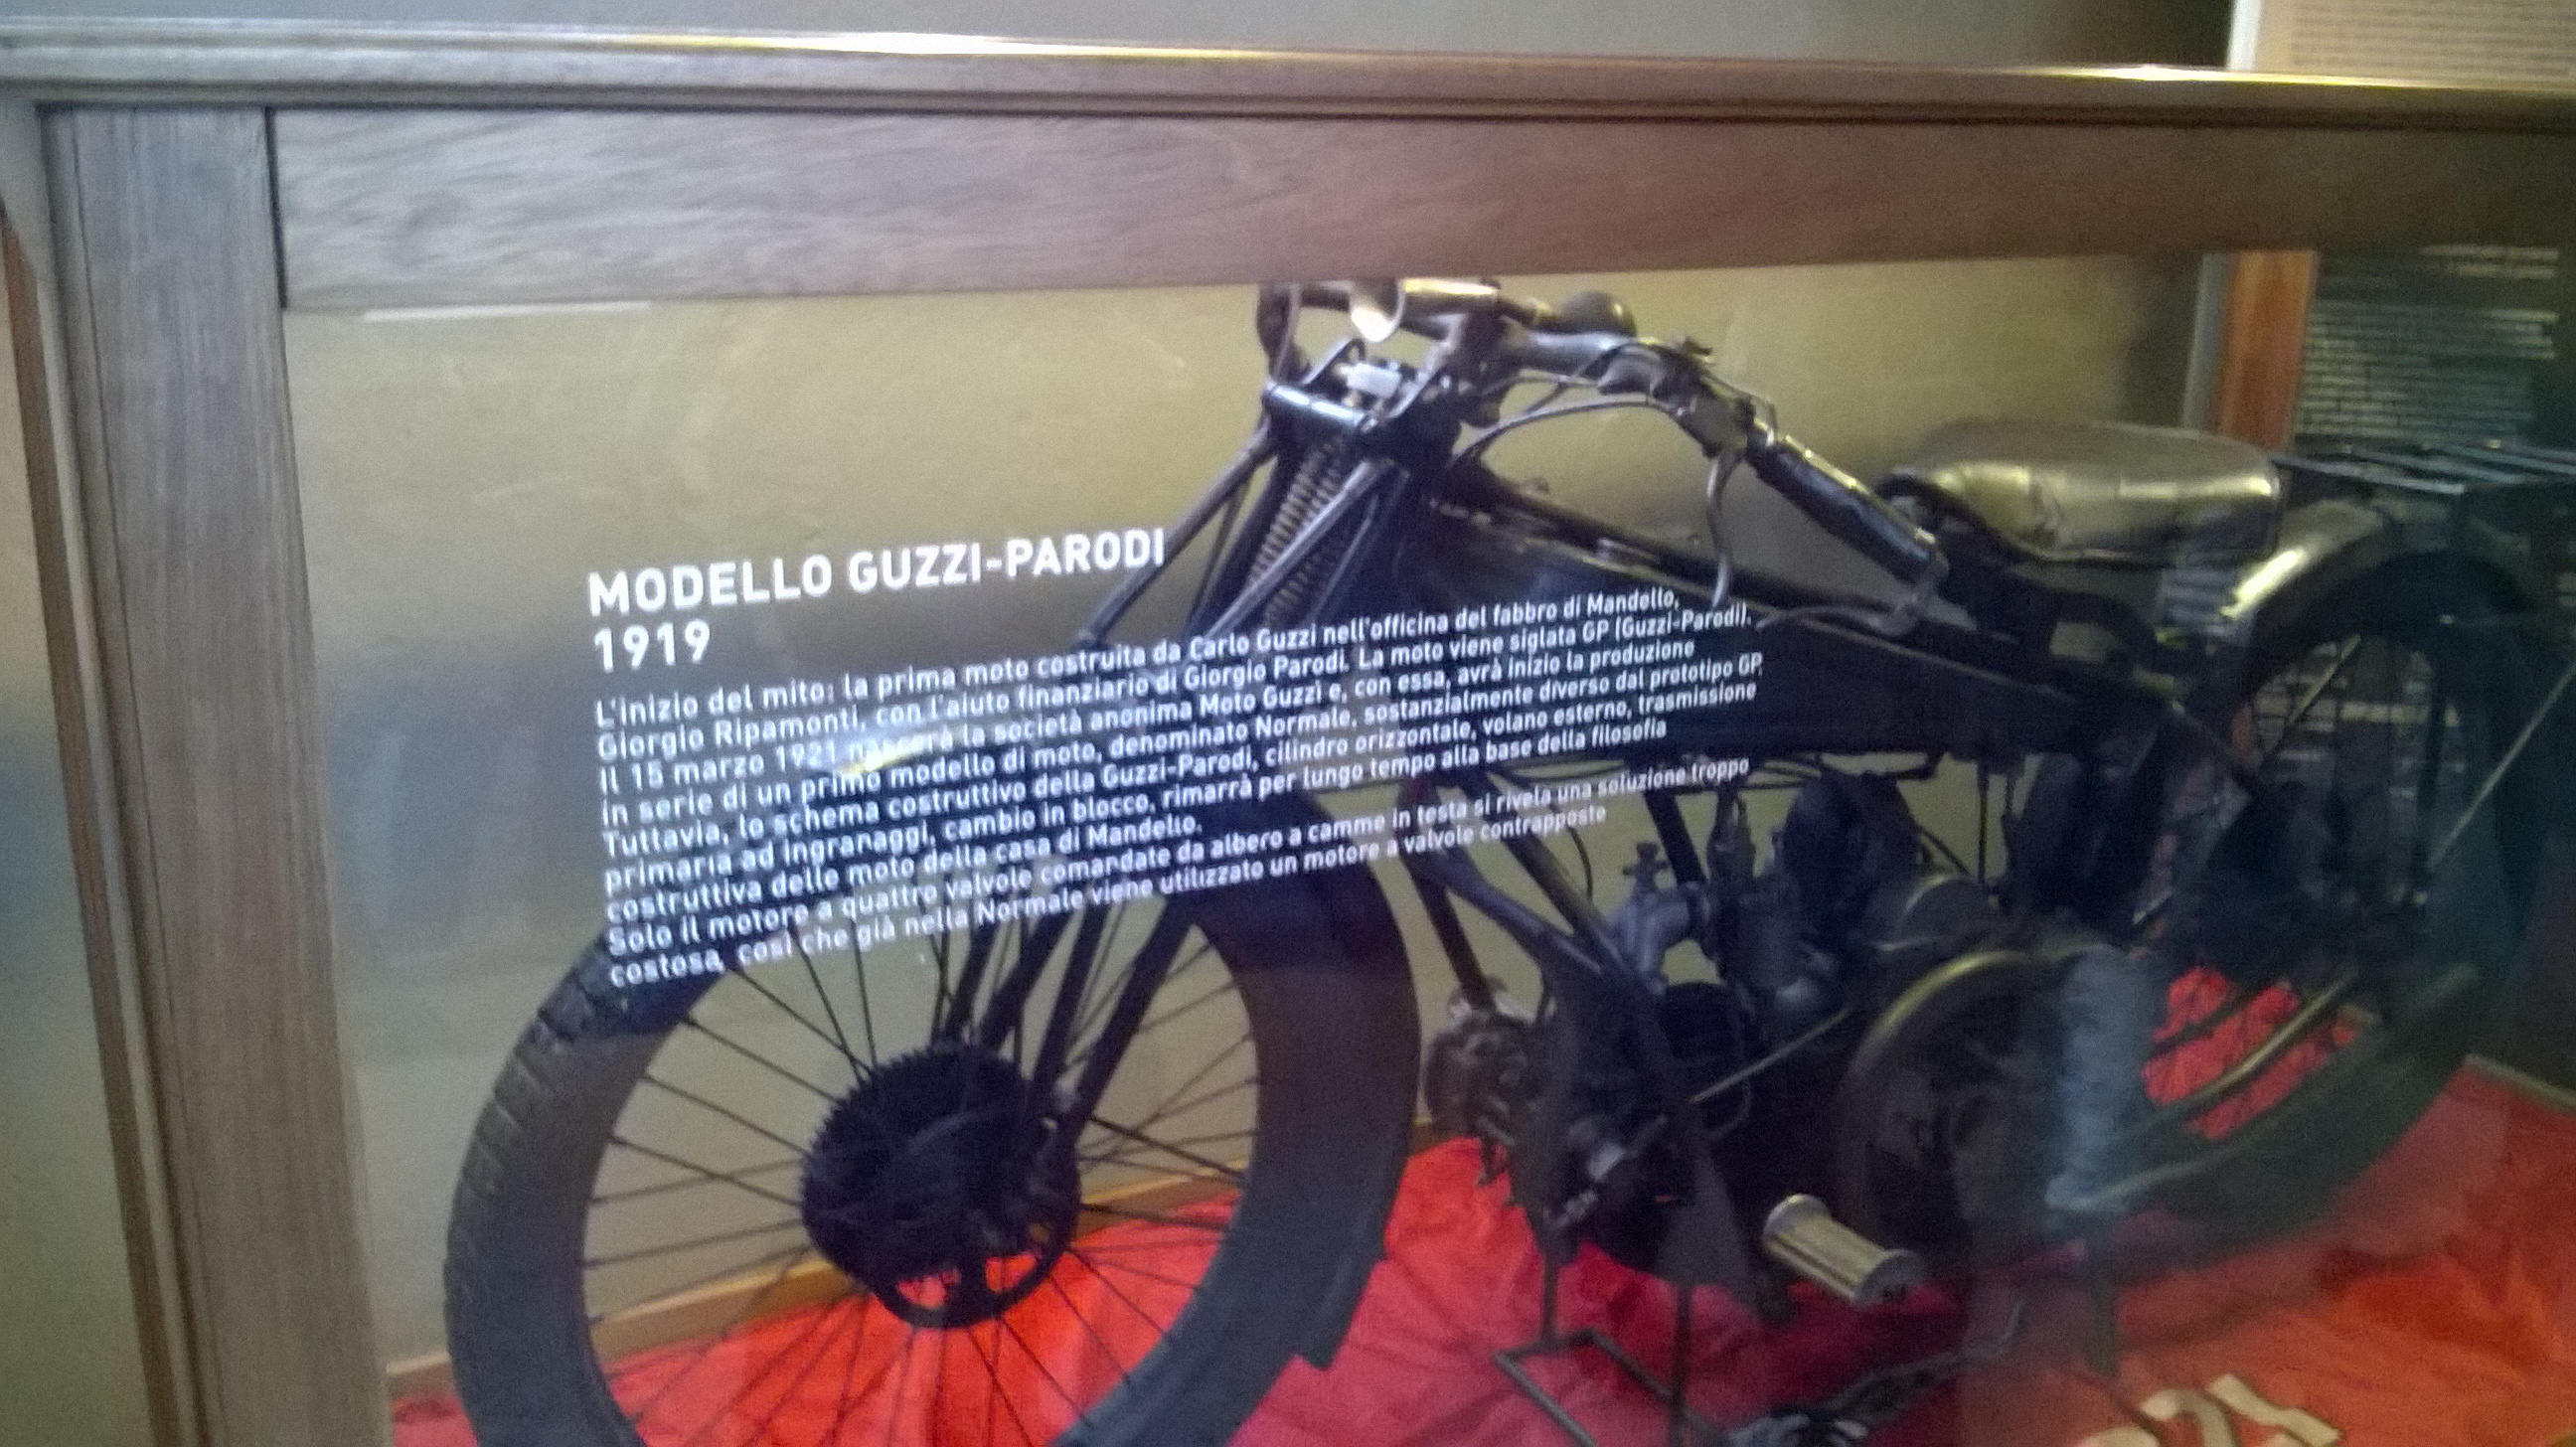 MODELLO GUZZI-PARODI
1919
L'inizio del mito: la prima moto costruita da Carlo Guzzi nell'officina del fabbro di Mandello,
Giorgio Ripamonti, con l'aiuto finanziario di Giorgio Parodi. La moto viene siglata GP (Guzzi-Parodi).
Il 15 marzo 1921 nascerà la società anonima Moto Guzzi e, con essa, avrà inizio la produzione
in serie di un primo modello di moto, denominato Normale, sostanzialmente diverso dal prototipo GP.
Tuttavia, lo schema costruttivo della Guzzi-Parodi, cilindro orizzontale, volano esterno, trasmissione
primaria ad ingranaggi, cambio in blocco, rimarrà per lungo tempo alla base della filosofia
costruttiva delle moto della casa di Mandello.
Solo il motore a quattro valvole comandate da albero a camme in testa si rivela una soluzione troppo
costosa, così che già nella Normale viene utilizzato un motore a valvole contrapposte